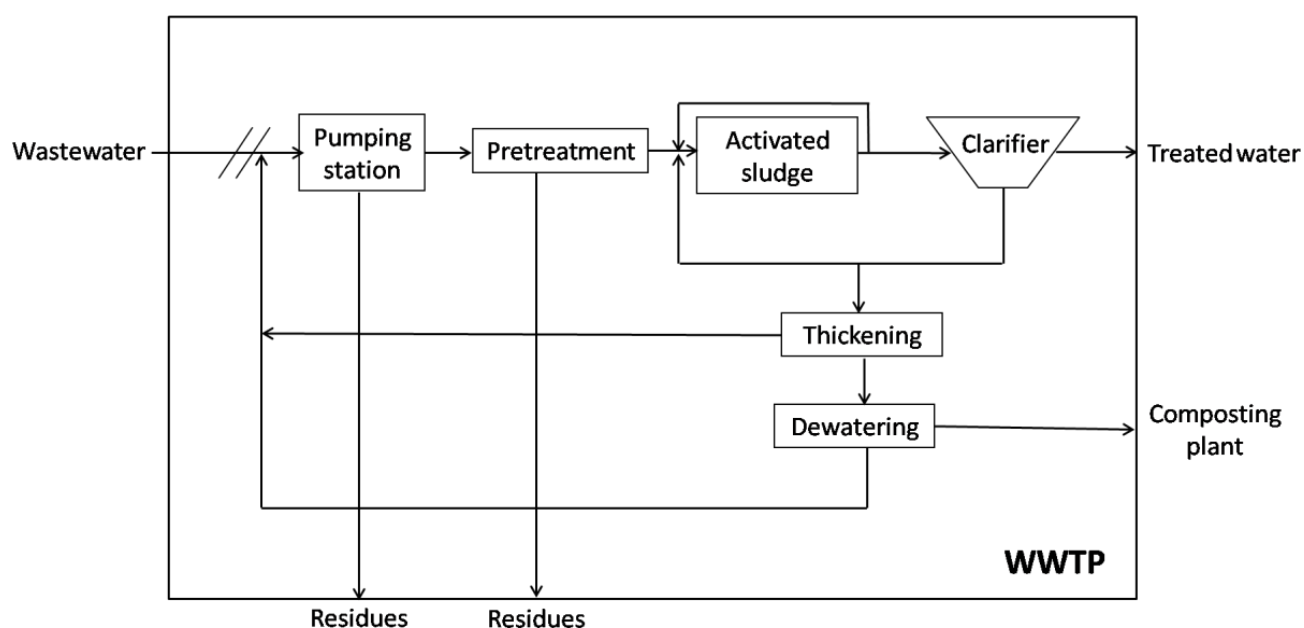 Wastewater
Pumping
station
Pretreatment
Activated
sludge
Clarifier
Treated water
Thickening
Dewatering
Composting
plant
WWTP
Residues
Residues